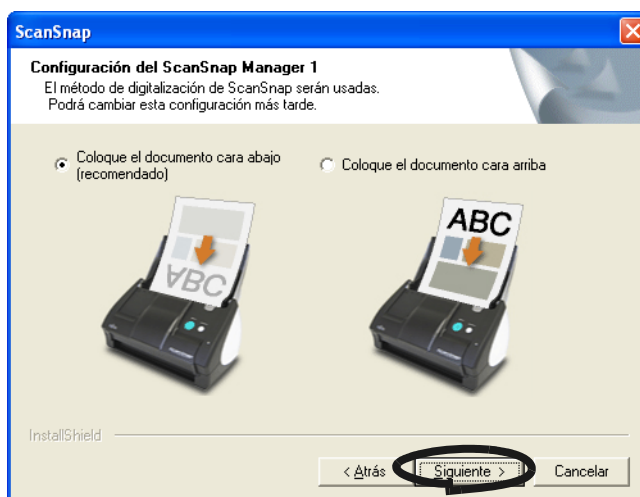 ScanSnap
Configuración del ScanSnap Manager 1
El método de digitalización de ScanSnap serán usadas.
Podrá cambiar esta configuración más tarde.
Coloque el documento cara abajo
(recomendado)
Coloque el documento cara arriba
ABC
ABC
InstallShield
< Atrás
Siguiente >
Cancelar